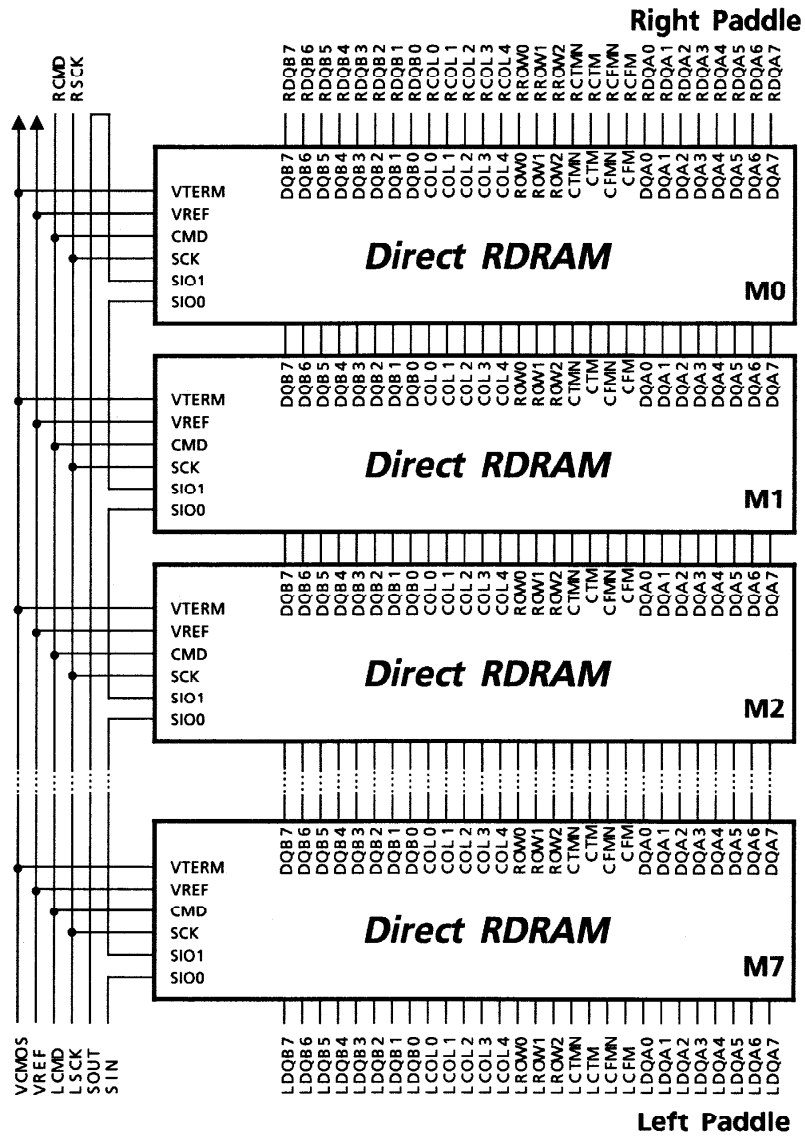 Right Paddle
RCMD
RSCK
RDQB7
RDQB6
RDQB5
RDQB4
RDQB3
RDQB2
RDQB1
RDQB0
RCOL0
RCOL1
RCOL2
RCOL3
RCOL4
RROW0
RROW1
RROW2
RCTMN
RCTM
RCFMN
RCFM
RDQA0
RDQA1
RDQA2
RDQA3
RDQA4
RDQA5
RDQA6
RDQA7
DQB7
DQB6
DQB5
DQB4
DQB3
DQB2
DQB1
DQB0
COL0
COL1
COL2
COL3
COL4
ROW0
ROW1
ROW2
CTMN
CTM
CFMN
CFM
DQA0
DQA1
DQA2
DQA3
DQA4
DQA5
DQA6
DQA7
VTERM
VREF
CMD
SCK
SIO1
SIO0
Direct RDRAM
M0
DQB7
DQB6
DQB5
DQB4
DQB3
DQB2
DQB1
DQB0
COL0
COL1
COL2
COL3
COL4
ROW0
ROW1
ROW2
CTMN
CTM
CFMN
CFM
DQA0
DQA1
DQA2
DQA3
DQA4
DQA5
DQA6
DQA7
VTERM
VREF
CMD
SCK
SIO1
SIO0
Direct RDRAM
M1
DQB7
DQB6
DQB5
DQB4
DQB3
DQB2
DQB1
DQB0
COL0
COL1
COL2
COL3
COL4
ROW0
ROW1
ROW2
CTMN
CTM
CFMN
CFM
DQA0
DQA1
DQA2
DQA3
DQA4
DQA5
DQA6
DQA7
VTERM
VREF
CMD
SCK
SIO1
SIO0
Direct RDRAM
M2
DQB7
DQB6
DQB5
DQB4
DQB3
DQB2
DQB1
DQB0
COL0
COL1
COL2
COL3
COL4
ROW0
ROW1
ROW2
CTMN
CTM
CFMN
CFM
DQA0
DQA1
DQA2
DQA3
DQA4
DQA5
DQA6
DQA7
VTERM
VREF
CMD
SCK
SIO1
SIO0
Direct RDRAM
M7
VCMOS
VREF
LCMD
LSCK
SOUT
SIN
LDQB7
LDQB6
LDQB5
LDQB4
LDQB3
LDQB2
LDQB1
LDQB0
LCOL0
LCOL1
LCOL2
LCOL3
LCOL4
LROW0
LROW1
LROW2
LCTMN
LCTM
LCFMN
LCFM
LDQA0
LDQA1
LDQA2
LDQA3
LDQA4
LDQA5
LDQA6
LDQA7
Left Paddle